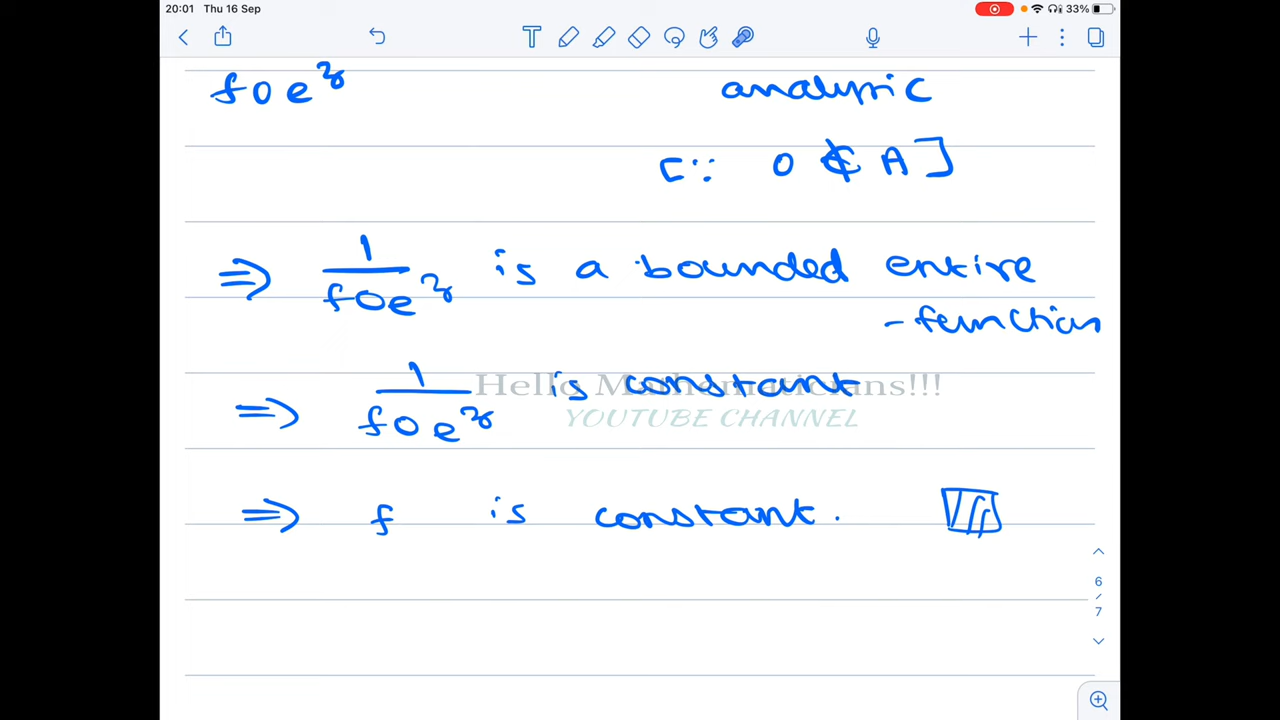 20:01 Thu 16 Sep
33%
T
f o e^z analytic
[∵ 0 ∉ A]
⇒ 1/(f o e^z) is a bounded entire
- function
⇒ 1/(f o e^z) is constant
Hello Mathematicians!!!
YOUTUBE CHANNEL
⇒ f is constant.
6
/
7